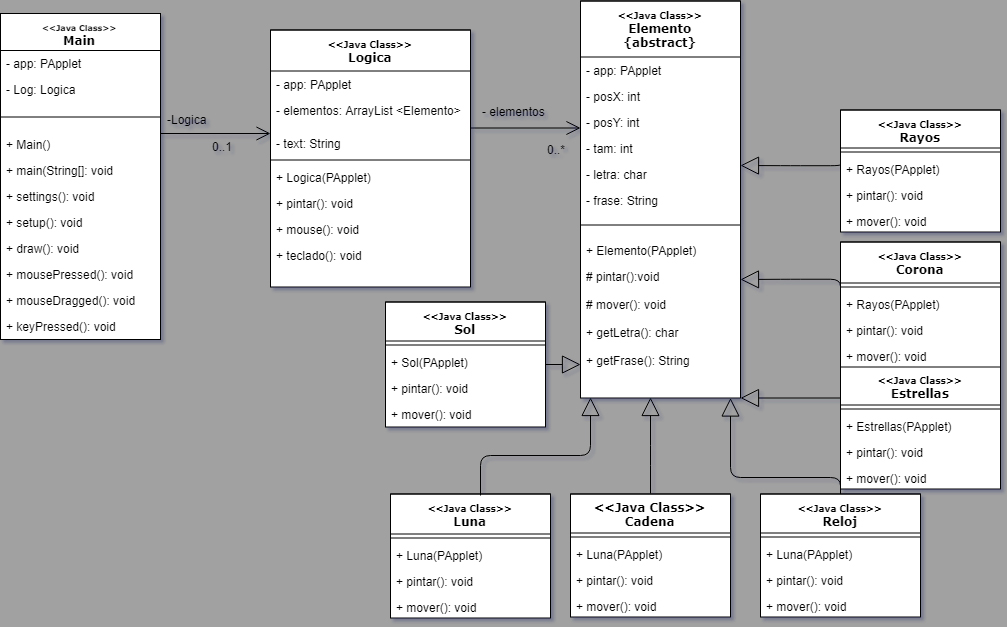 <<Java Class>>
Main
- app: PApplet
- Log: Logica
+ Main()
+ main(String[]: void
+ settings(): void
+ setup(): void
+ draw(): void
+ mousePressed(): void
+ mouseDragged(): void
+ keyPressed(): void
-Logica
0..1
<<Java Class>>
Logica
- app: PApplet
- elementos: ArrayList <Elemento>
- text: String
+ Logica(PApplet)
+ pintar(): void
+ mouse(): void
+ teclado(): void
- elementos
0..*
<<Java Class>>
Elemento
{abstract}
- app: PApplet
- posX: int
- posY: int
- tam: int
- letra: char
- frase: String
+ Elemento(PApplet)
# pintar():void
# mover(): void
+ getLetra(): char
+ getFrase(): String
<<Java Class>>
Rayos
+ Rayos(PApplet)
+ pintar(): void
+ mover(): void
<<Java Class>>
Corona
+ Rayos(PApplet)
+ pintar(): void
+ mover(): void
<<Java Class>>
Estrellas
+ Estrellas(PApplet)
+ pintar(): void
+ mover(): void
<<Java Class>>
Sol
+ Sol(PApplet)
+ pintar(): void
+ mover(): void
<<Java Class>>
Luna
+ Luna(PApplet)
+ pintar(): void
+ mover(): void
<<Java Class>>
Cadena
+ Luna(PApplet)
+ pintar(): void
+ mover(): void
<<Java Class>>
Reloj
+ Luna(PApplet)
+ pintar(): void
+ mover(): void